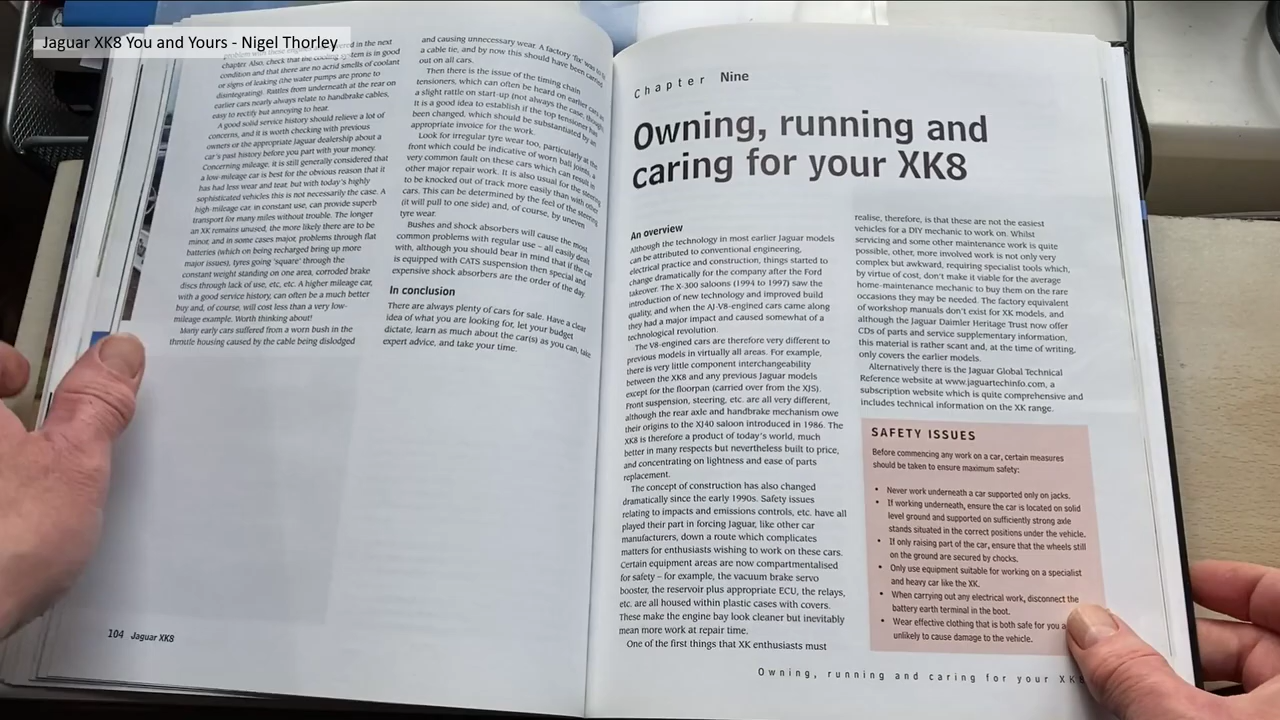 Jaguar XK8 You and Yours - Nigel Thorley
in the next
chapter. Also, check that the cooling system is in good
condition and that there are no acrid smells of coolant
or signs of leaking (the water pumps are prone to
disintegrating). Rattles from underneath at the rear on
earlier cars nearly always relate to handbrake cables,
easy to rectify but annoying to hear.
A good solid service history should relieve a lot of
concerns, and it is worth checking with previous
owners or the appropriate Jaguar dealership about a
car's past history before you part with your money.
Concerning mileage, it is still generally considered that
a low-mileage car is best for the obvious reason that it
has had less wear and tear, but with today's highly
sophisticated vehicles this is not necessarily the case. A
high-mileage car, in constant use, can provide superb
transport for many miles without trouble. The longer
an XK remains unused, the more likely there are to be
minor, and in some cases major, problems through flat
batteries (which on being recharged bring up more
major issues), tyres going 'square' through the
constant weight standing on one area, corroded brake
discs through lack of use, etc, etc. A higher mileage car,
with a good service history, can often be a much better
buy and, of course, will cost less than a very low-
mileage example. Worth thinking about!
Many early cars suffered from a worn bush in the
throttle housing caused by the cable being dislodged
and causing unnecessary wear. A factory 'fix' was to
a cable tie, and by now this should have been carried
out on all cars.
Then there is the issue of the timing chain
tensioners, which can often be heard on earlier cars as
a slight rattle on start-up (not always the case, though).
It is a good idea to establish if the top tensioner has
been changed, which should be substantiated by an
appropriate invoice for the work.
Look for irregular tyre wear too, particularly at the
front which could be indicative of worn ball joints, a
very common fault on these cars which can result in
other major repair work. It is also usual for the steering
to be knocked out of track more easily than with other
cars. This can be determined by the feel of the steering
(it will pull to one side) and, of course, by uneven
tyre wear.
Bushes and shock absorbers will cause the most
common problems with regular use – all easily dealt
with, although you should bear in mind that if the car
is equipped with CATS suspension then special and
expensive shock absorbers are the order of the day.
In conclusion
There are always plenty of cars for sale. Have a clear
idea of what you are looking for, let your budget
dictate, learn as much about the car(s) as you can, take
expert advice, and take your time.
104 Jaguar XK8
Chapter Nine
Owning, running and
caring for your XK8
An overview
Although the technology in most earlier Jaguar models
can be attributed to conventional engineering,
electrical practice and construction, things started to
change dramatically for the company after the Ford
takeover. The X-300 saloons (1994 to 1997) saw the
introduction of new technology and improved build
quality, and when the AJ-V8-engined cars came along
they had a major impact and caused somewhat of a
technological revolution.
The V8-engined cars are therefore very different to
previous models in virtually all areas. For example,
there is very little component interchangeability
between the XK8 and any previous Jaguar models
except for the floorpan (carried over from the XJS).
Front suspension, steering, etc. are all very different,
although the rear axle and handbrake mechanism owe
their origins to the XJ40 saloon introduced in 1986. The
XK8 is therefore a product of today's world, much
better in many respects but nevertheless built to price,
and concentrating on lightness and ease of parts
replacement.
The concept of construction has also changed
dramatically since the early 1990s. Safety issues
relating to impacts and emissions controls, etc. have all
played their part in forcing Jaguar, like other car
manufacturers, down a route which complicates
matters for enthusiasts wishing to work on these cars.
Certain equipment areas are now compartmentalised
for safety – for example, the vacuum brake servo
booster, the reservoir plus appropriate ECU, the relays,
etc. are all housed within plastic cases with covers.
These make the engine bay look cleaner but inevitably
mean more work at repair time.
One of the first things that XK enthusiasts must
realise, therefore, is that these are not the easiest
vehicles for a DIY mechanic to work on. Whilst
servicing and some other maintenance work is quite
possible, other, more involved work is not only very
complex but awkward, requiring specialist tools which,
by virtue of cost, don't make it viable for the average
home-maintenance mechanic to buy them on the rare
occasions they may be needed. The factory equivalent
of workshop manuals don't exist for XK models, and
although the Jaguar Daimler Heritage Trust now offer
CDs of parts and service supplementary information,
this material is rather scant and, at the time of writing,
only covers the earlier models.
Alternatively there is the Jaguar Global Technical
Reference website at www.jaguartechinfo.com, a
subscription website which is quite comprehensive and
includes technical information on the XK range.
SAFETY ISSUES
Before commencing any work on a car, certain measures
should be taken to ensure maximum safety:
• Never work underneath a car supported only on jacks.
• If working underneath, ensure the car is located on solid
level ground and supported on sufficiently strong axle
stands situated in the correct positions under the vehicle.
• If only raising part of the car, ensure that the wheels still
on the ground are secured by chocks.
• Only use equipment suitable for working on a specialist
and heavy car like the XK.
• When carrying out any electrical work, disconnect the
battery earth terminal in the boot.
• Wear effective clothing that is both safe for you
unlikely to cause damage to the vehicle.
Owning, running and caring for your XK8